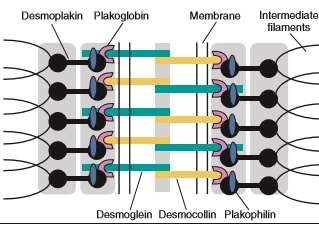 Desmoplakin Plakoglobin Membrane Intermediate
filaments
Desmoglein Desmocollin Plakophilin